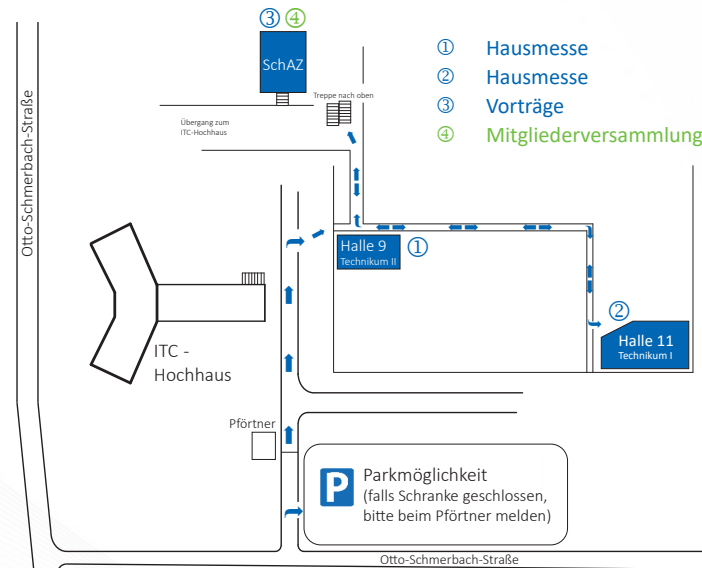 ③ ④
SchAZ
① Hausmesse
② Hausmesse
③ Vorträge
④ Mitgliederversammlung
Treppe nach oben
Übergang zum
ITC-Hochhaus
Otto-Schmerbach-Straße
Halle 9
Technikum II
①
②
Halle 11
Technikum I
ITC -
Hochhaus
Pförtner
P
Parkmöglichkeit
(falls Schranke geschlossen,
bitte beim Pförtner melden)
Otto-Schmerbach-Straße